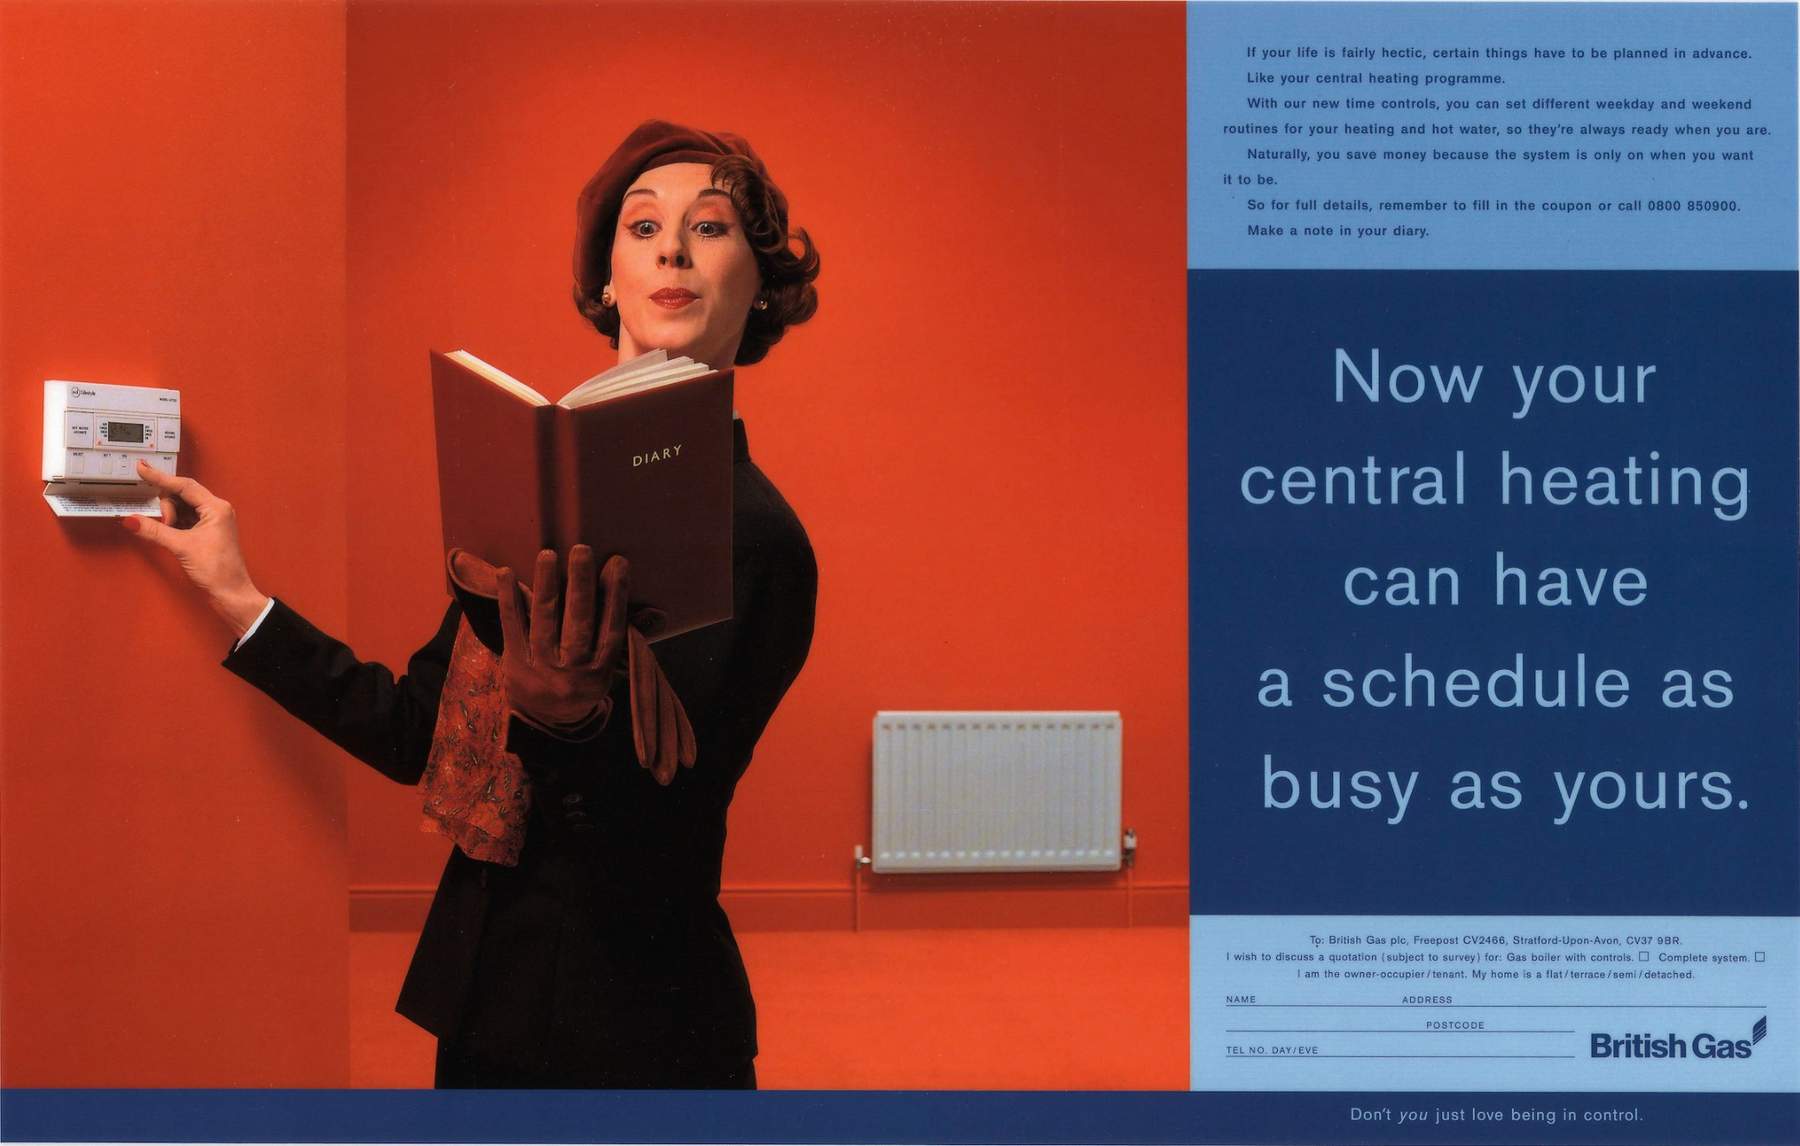 If your life is fairly hectic, certain things have to be planned in advance.
Like your central heating programme.
With our new time controls, you can set different weekday and weekend
routines for your heating and hot water, so they're always ready when you are.
Naturally, you save money because the system is only on when you want
it to be.
So for full details, remember to fill in the coupon or call 0800 850900.
Make a note in your diary.
DIARY
Now your
central heating
can have
a schedule as
busy as yours.
To: British Gas plc, Freepost CV2466, Stratford-Upon-Avon, CV37 9BR.
I wish to discuss a quotation (subject to survey) for: Gas boiler with controls. ☐ Complete system. ☐
I am the owner-occupier/tenant. My home is a flat/terrace/semi/detached.
NAME ADDRESS
POSTCODE
TEL NO. DAY/EVE
British Gas
Don't you just love being in control.